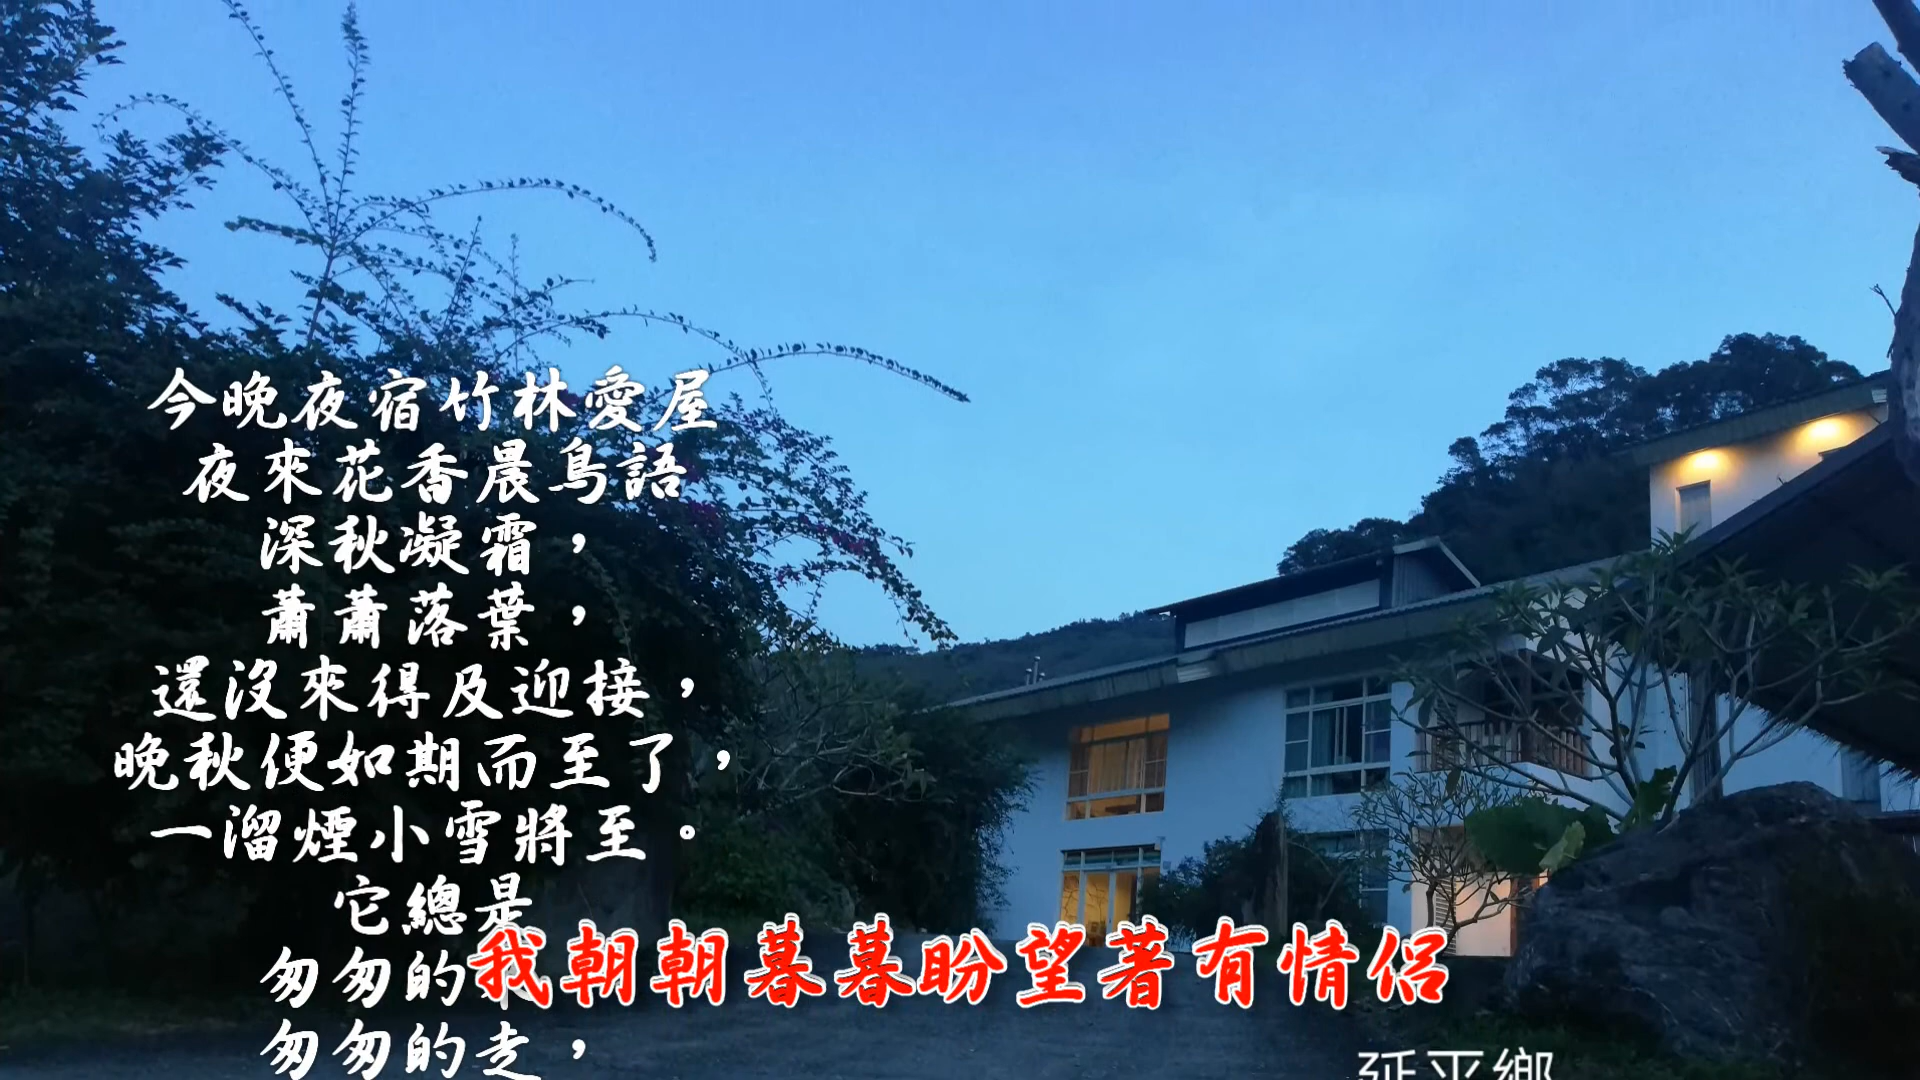 今晚夜宿竹林愛屋
夜來花香晨鳥語
深秋凝霜，
蕭蕭落葉，
還沒來得及迎接，
晚秋便如期而至了，
一溜煙小雪將至。
它總是
匆匆的
我朝朝暮暮盼望著有情侶
匆匆的走，
延平鄉